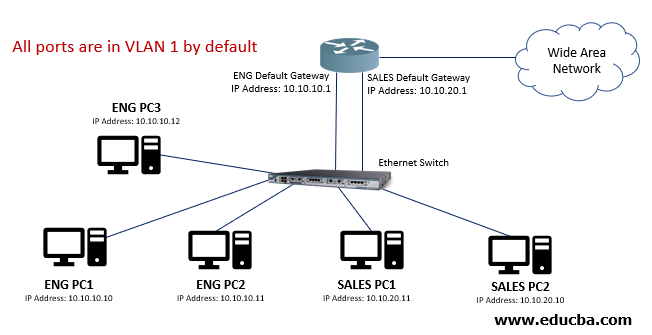 All ports are in VLAN 1 by default
ENG Default Gateway
IP Address: 10.10.10.1
SALES Default Gateway
IP Address: 10.10.20.1
Wide Area
Network
ENG PC3
IP Address: 10.10.10.12
Ethernet Switch
ENG PC1
IP Address: 10.10.10.10
ENG PC2
IP Address: 10.10.10.11
SALES PC1
IP Address: 10.10.20.11
SALES PC2
IP Address: 10.10.20.10
www.educba.com